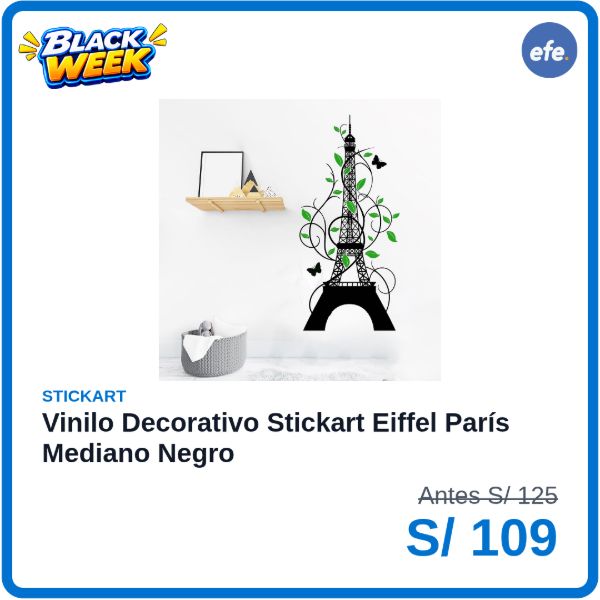 BLACK
WEEK
efe.
STICKART
Vinilo Decorativo Stickart Eiffel París
Mediano Negro
Antes S/ 125
S/ 109